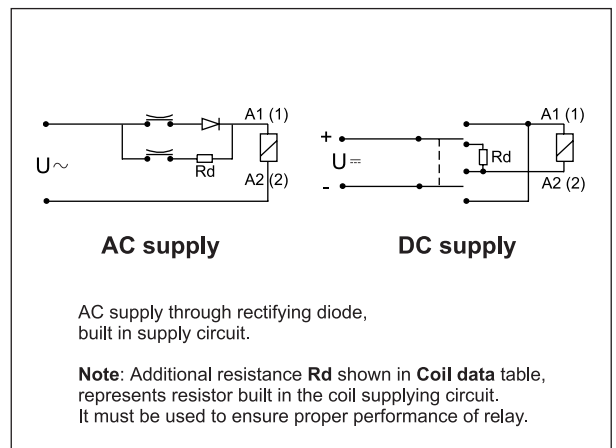 A1 (1)
U~
Rd
A2 (2)
AC supply
A1 (1)
+
U⎓
Rd
-
A2 (2)
DC supply
AC supply through rectifying diode,
built in supply circuit.
Note: Additional resistance Rd shown in Coil data table,
represents resistor built in the coil supplying circuit.
It must be used to ensure proper performance of relay.